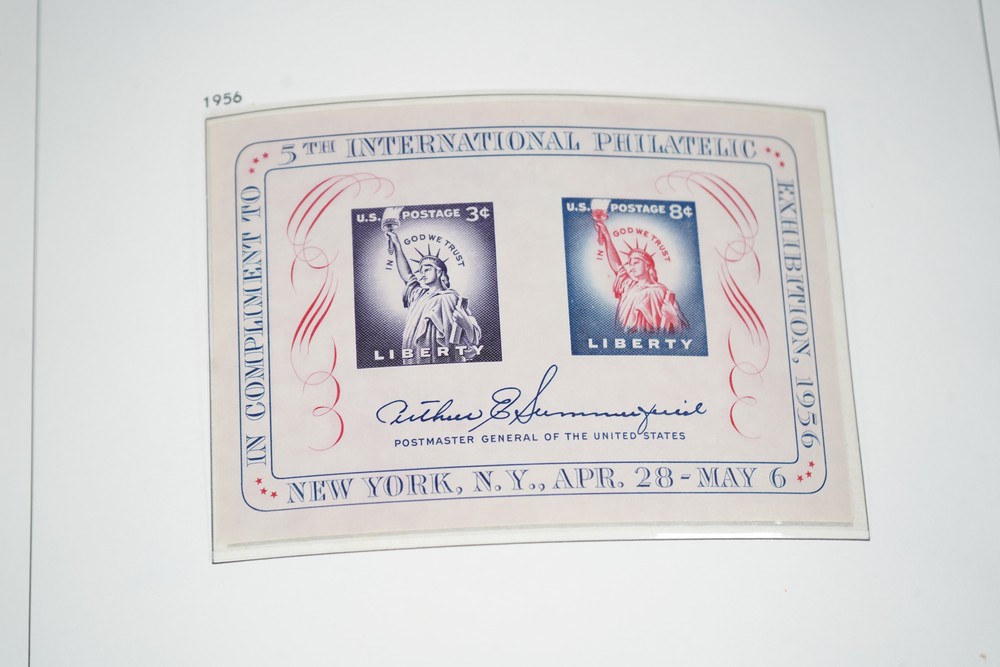 1956
IN COMPLIMENT TO
5TH INTERNATIONAL PHILATELIC
EXHIBITION, 1956
U.S. POSTAGE 3¢
IN GOD WE TRUST
LIBERTY
U.S. POSTAGE 8¢
IN GOD WE TRUST
LIBERTY
Arthur E Summerfield
POSTMASTER GENERAL OF THE UNITED STATES
NEW YORK, N.Y., APR. 28 - MAY 6